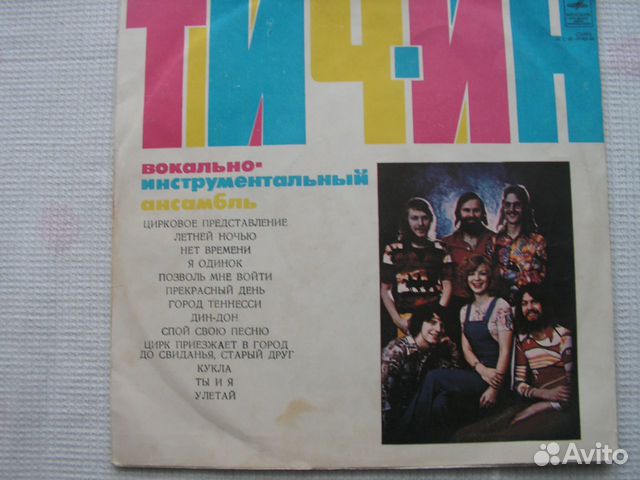 ТИЧ-ИН
вокально-
инструментальный
ансамбль
ЦИРКОВОЕ ПРЕДСТАВЛЕНИЕ
ЛЕТНЕЙ НОЧЬЮ
НЕТ ВРЕМЕНИ
Я ОДИНОК
ПОЗВОЛЬ МНЕ ВОЙТИ
ПРЕКРАСНЫЙ ДЕНЬ
ГОРОД ТЕННЕССИ
ДИН-ДОН
СПОЙ СВОЮ ПЕСНЮ
ЦИРК ПРИЕЗЖАЕТ В ГОРОД
ДО СВИДАНЬЯ, СТАРЫЙ ДРУГ
КУКЛА
ТЫ И Я
УЛЕТАЙ
Avito